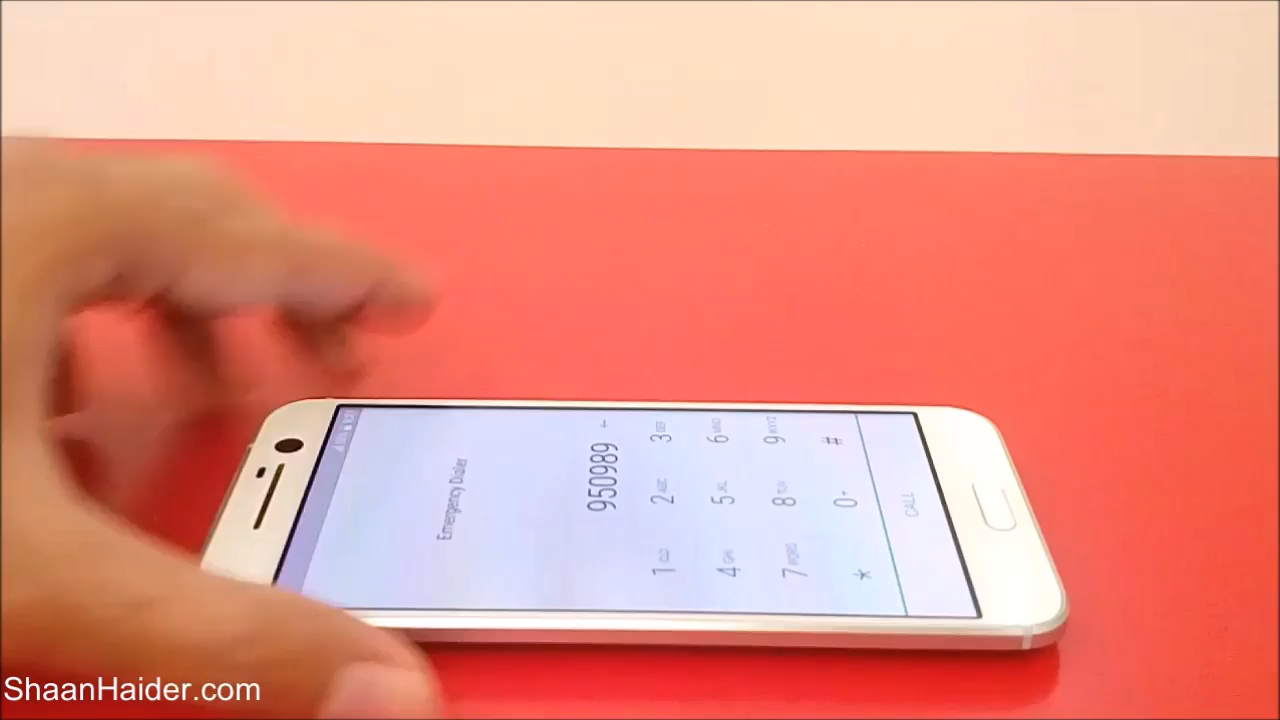 Emergency Dialer
950989
1
2 ABC
3 DEF
4 GHI
5 JKL
6 MNO
7 PQRS
8 TUV
9 WXYZ
*
0+
#
CALL
ShaanHaider.com